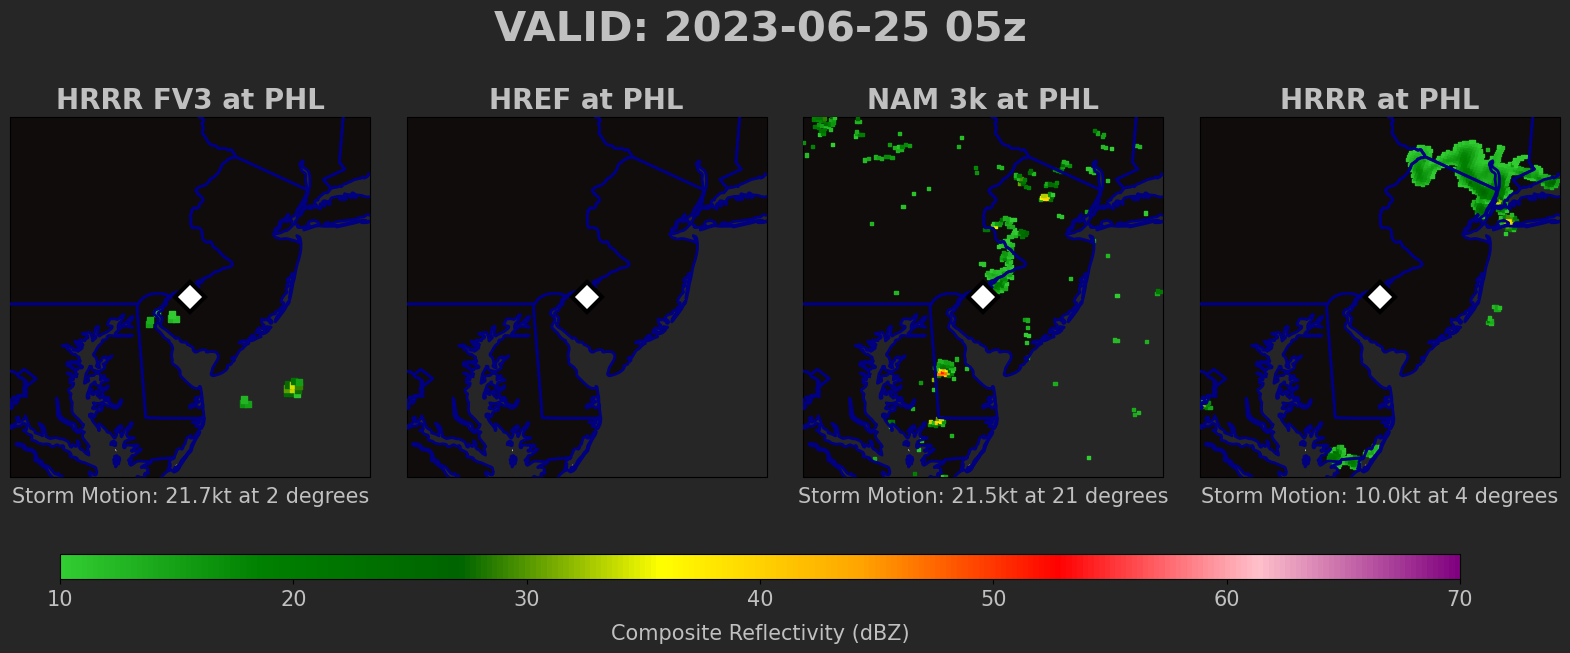 VALID: 2023-06-25 05z
HRRR FV3 at PHL
HREF at PHL
NAM 3k at PHL
HRRR at PHL
Storm Motion: 21.7kt at 2 degrees
Storm Motion: 21.5kt at 21 degrees
Storm Motion: 10.0kt at 4 degrees
10 20 30 40 50 60 70
Composite Reflectivity (dBZ)